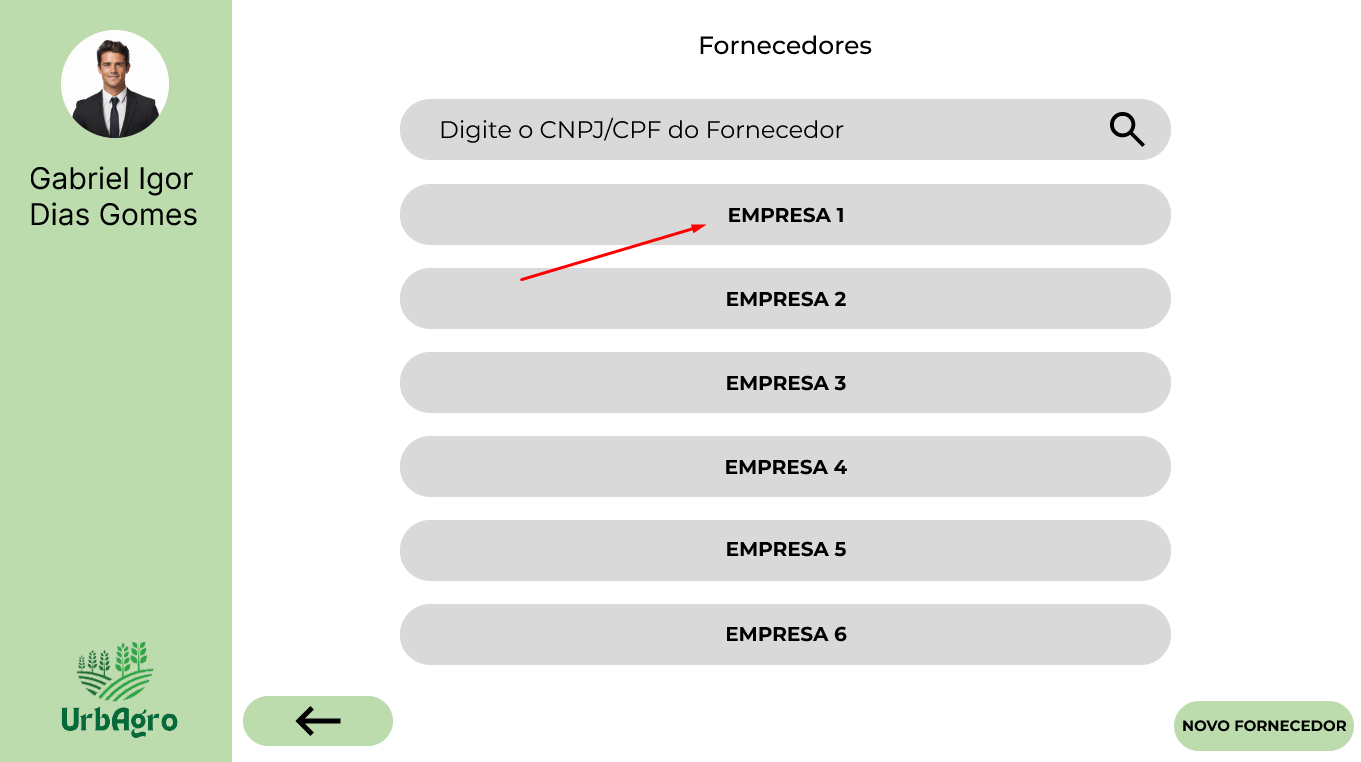 Gabriel Igor
Dias Gomes
UrbAgro
Fornecedores
Digite o CNPJ/CPF do Fornecedor
EMPRESA 1
EMPRESA 2
EMPRESA 3
EMPRESA 4
EMPRESA 5
EMPRESA 6
NOVO FORNECEDOR